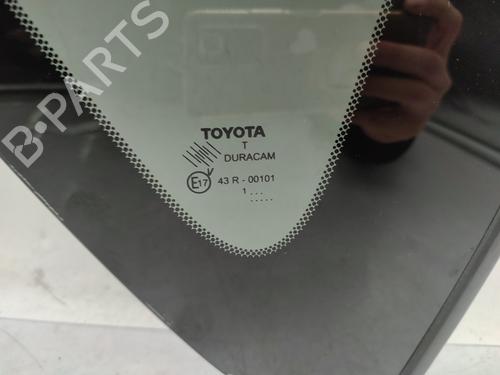 B-PARTS
TOYOTA
T
DURACAM
E17 43 R - 00101
1 ...
.....